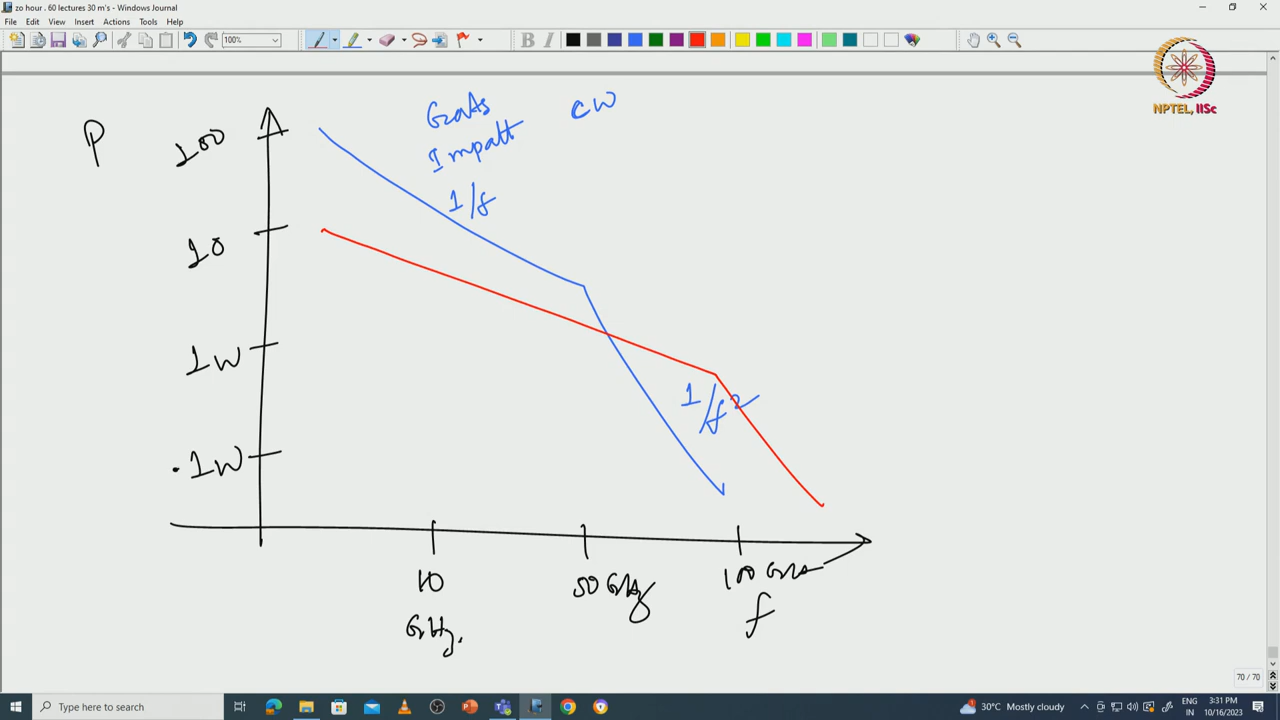 zo hour . 60 lectures 30 m's - Windows Journal
File Edit View Insert Actions Tools Help
100%
B I
NPTEL, IISc
P
100
10
1W
.1W
GaAs
Impatt
CW
1/f
1/f2
10
GHz.
50 GHz
100 GHz
f
70 / 70
Type here to search
30°C Mostly cloudy
ENG
IN
3:31 PM
10/16/2023